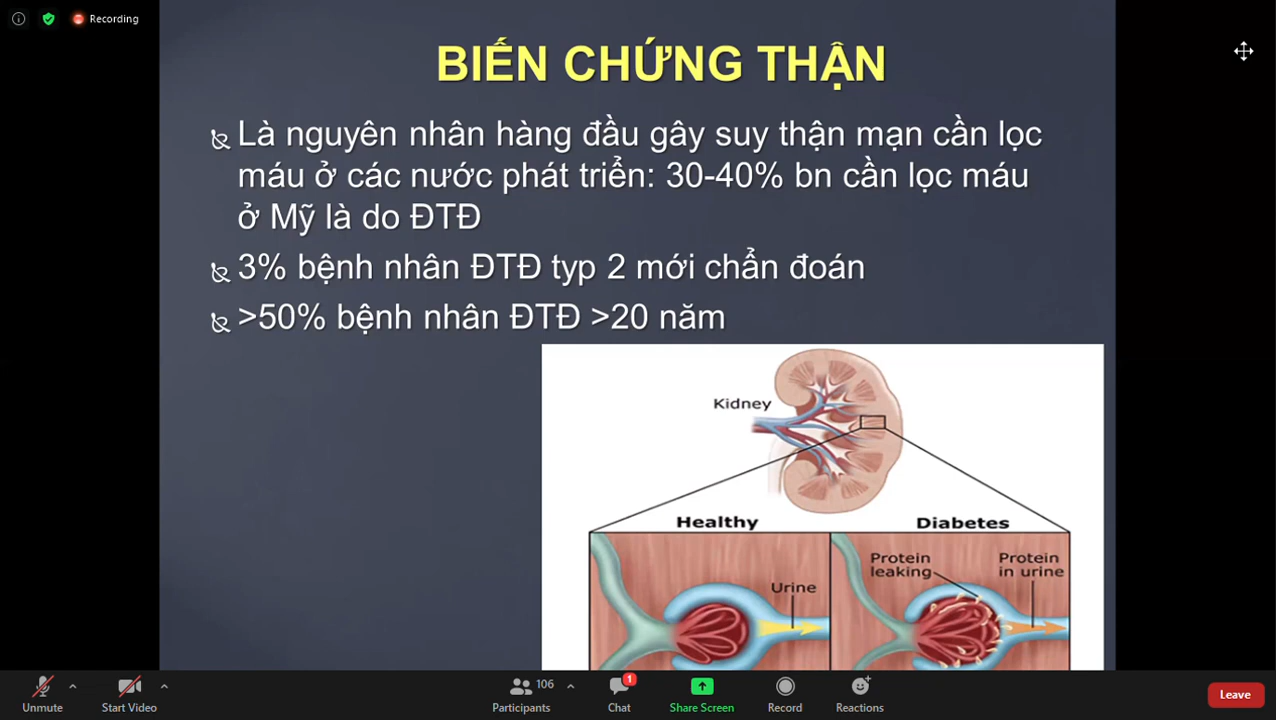 Recording
BIẾN CHỨNG THẬN
Là nguyên nhân hàng đầu gây suy thận mạn cần lọc
máu ở các nước phát triển: 30-40% bn cần lọc máu
ở Mỹ là do ĐTĐ
3% bệnh nhân ĐTĐ typ 2 mới chẩn đoán
>50% bệnh nhân ĐTĐ >20 năm
Kidney
Healthy
Diabetes
Urine
Protein
leaking
Protein
in urine
Unmute
Start Video
106
Participants
1
Chat
Share Screen
Record
Reactions
Leave